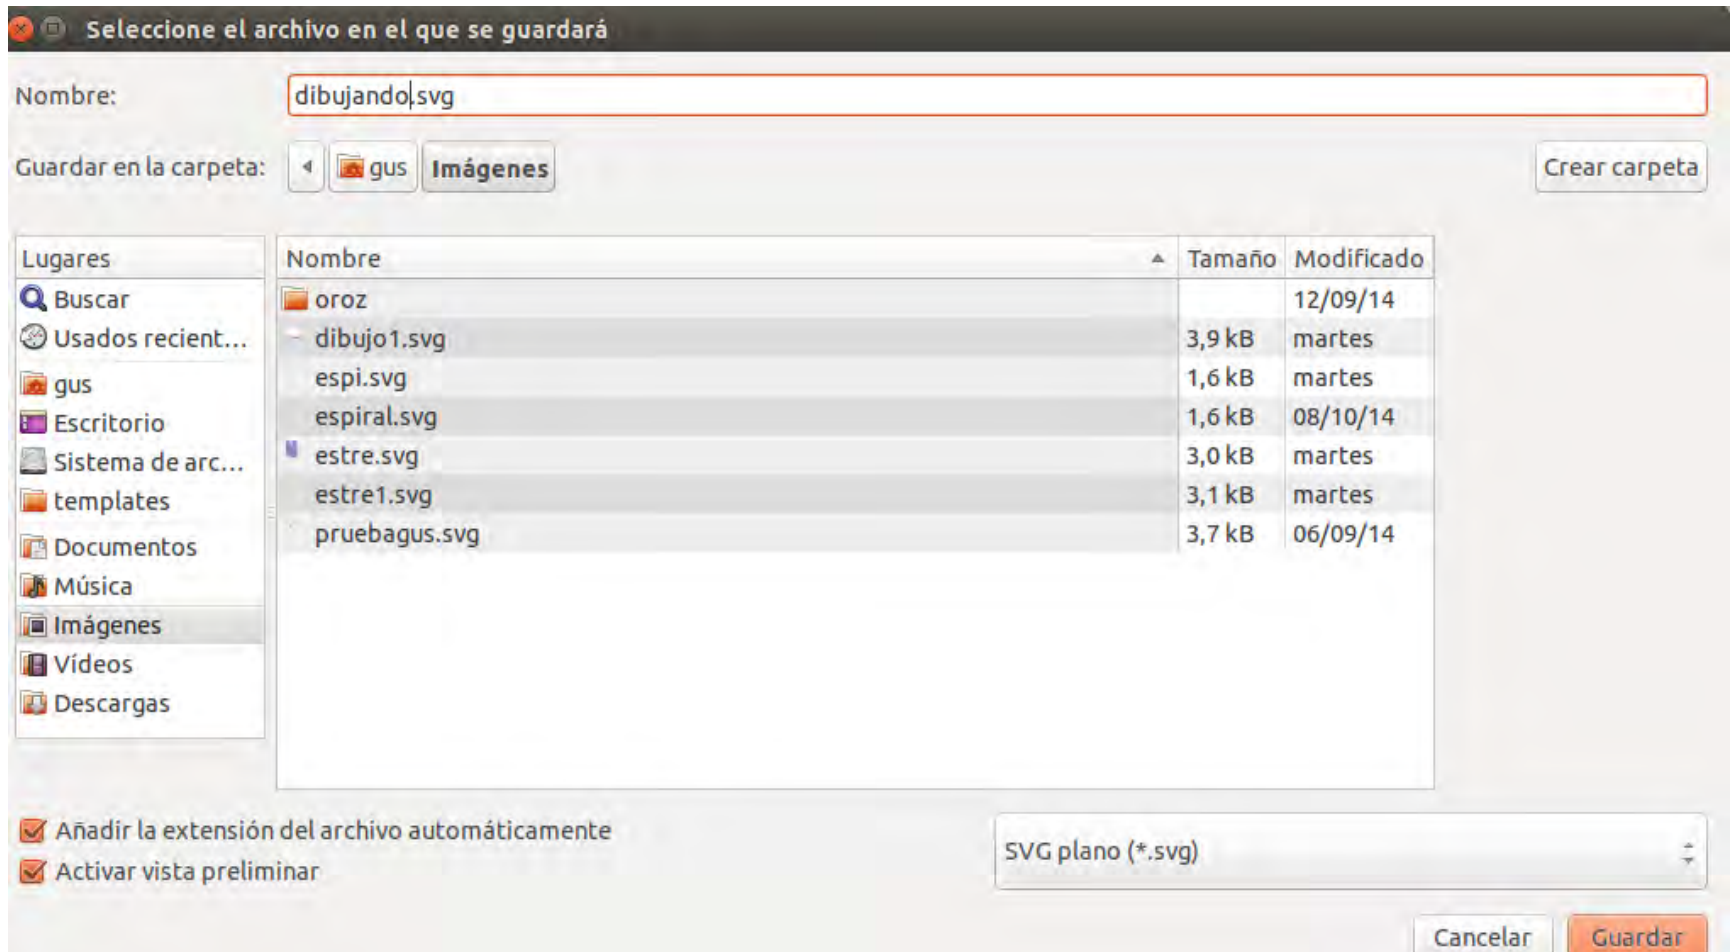 Seleccione el archivo en el que se guardará
Nombre: dibujando.svg
Guardar en la carpeta: gus Imágenes Crear carpeta
Lugares
Buscar
Usados recient...
gus
Escritorio
Sistema de arc...
templates
Documentos
Música
Imágenes
Vídeos
Descargas
Nombre Tamaño Modificado
oroz 12/09/14
dibujo1.svg 3,9 kB martes
espi.svg 1,6 kB martes
espiral.svg 1,6 kB 08/10/14
estre.svg 3,0 kB martes
estre1.svg 3,1 kB martes
pruebagus.svg 3,7 kB 06/09/14
Añadir la extensión del archivo automáticamente
Activar vista preliminar
SVG plano (*.svg)
Cancelar Guardar